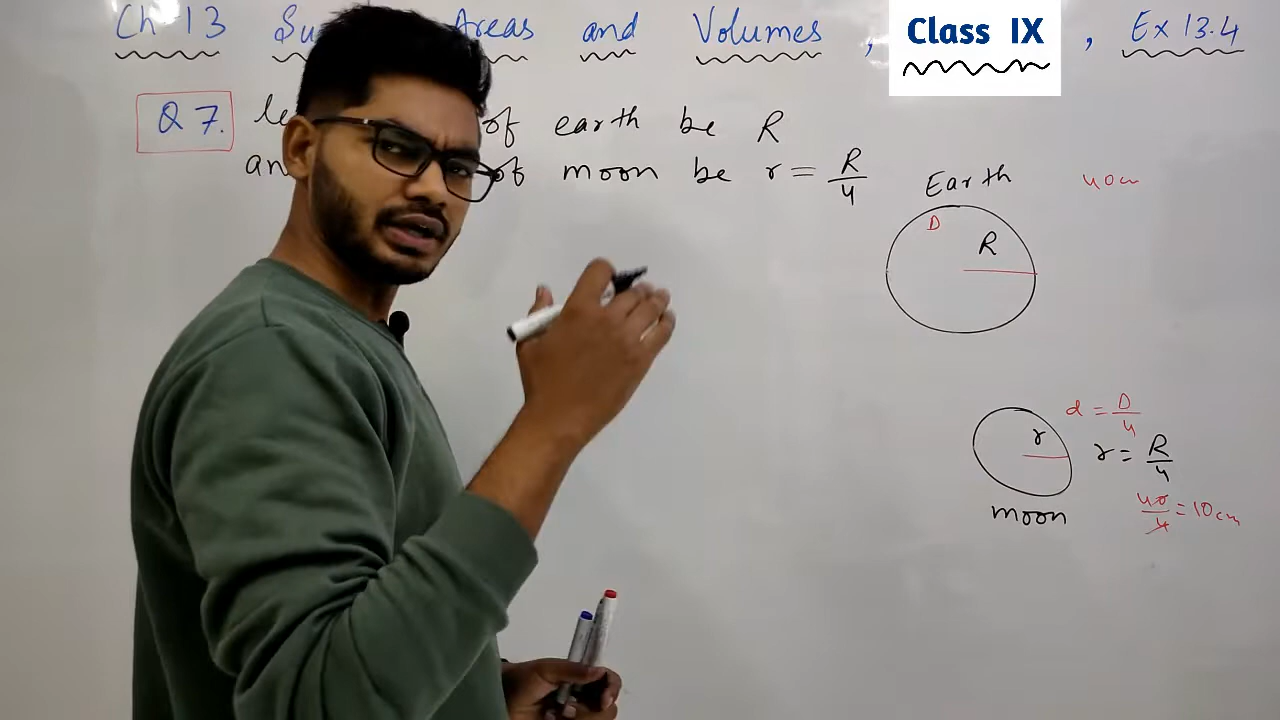 Ch 13 Areas and Volumes , Class IX , Ex 13.4
Q 7. of earth be R
of moon be r = R/4
Earth 40cm
D
R
d = D/4
r r = R/4
moon 40/4 = 10cm